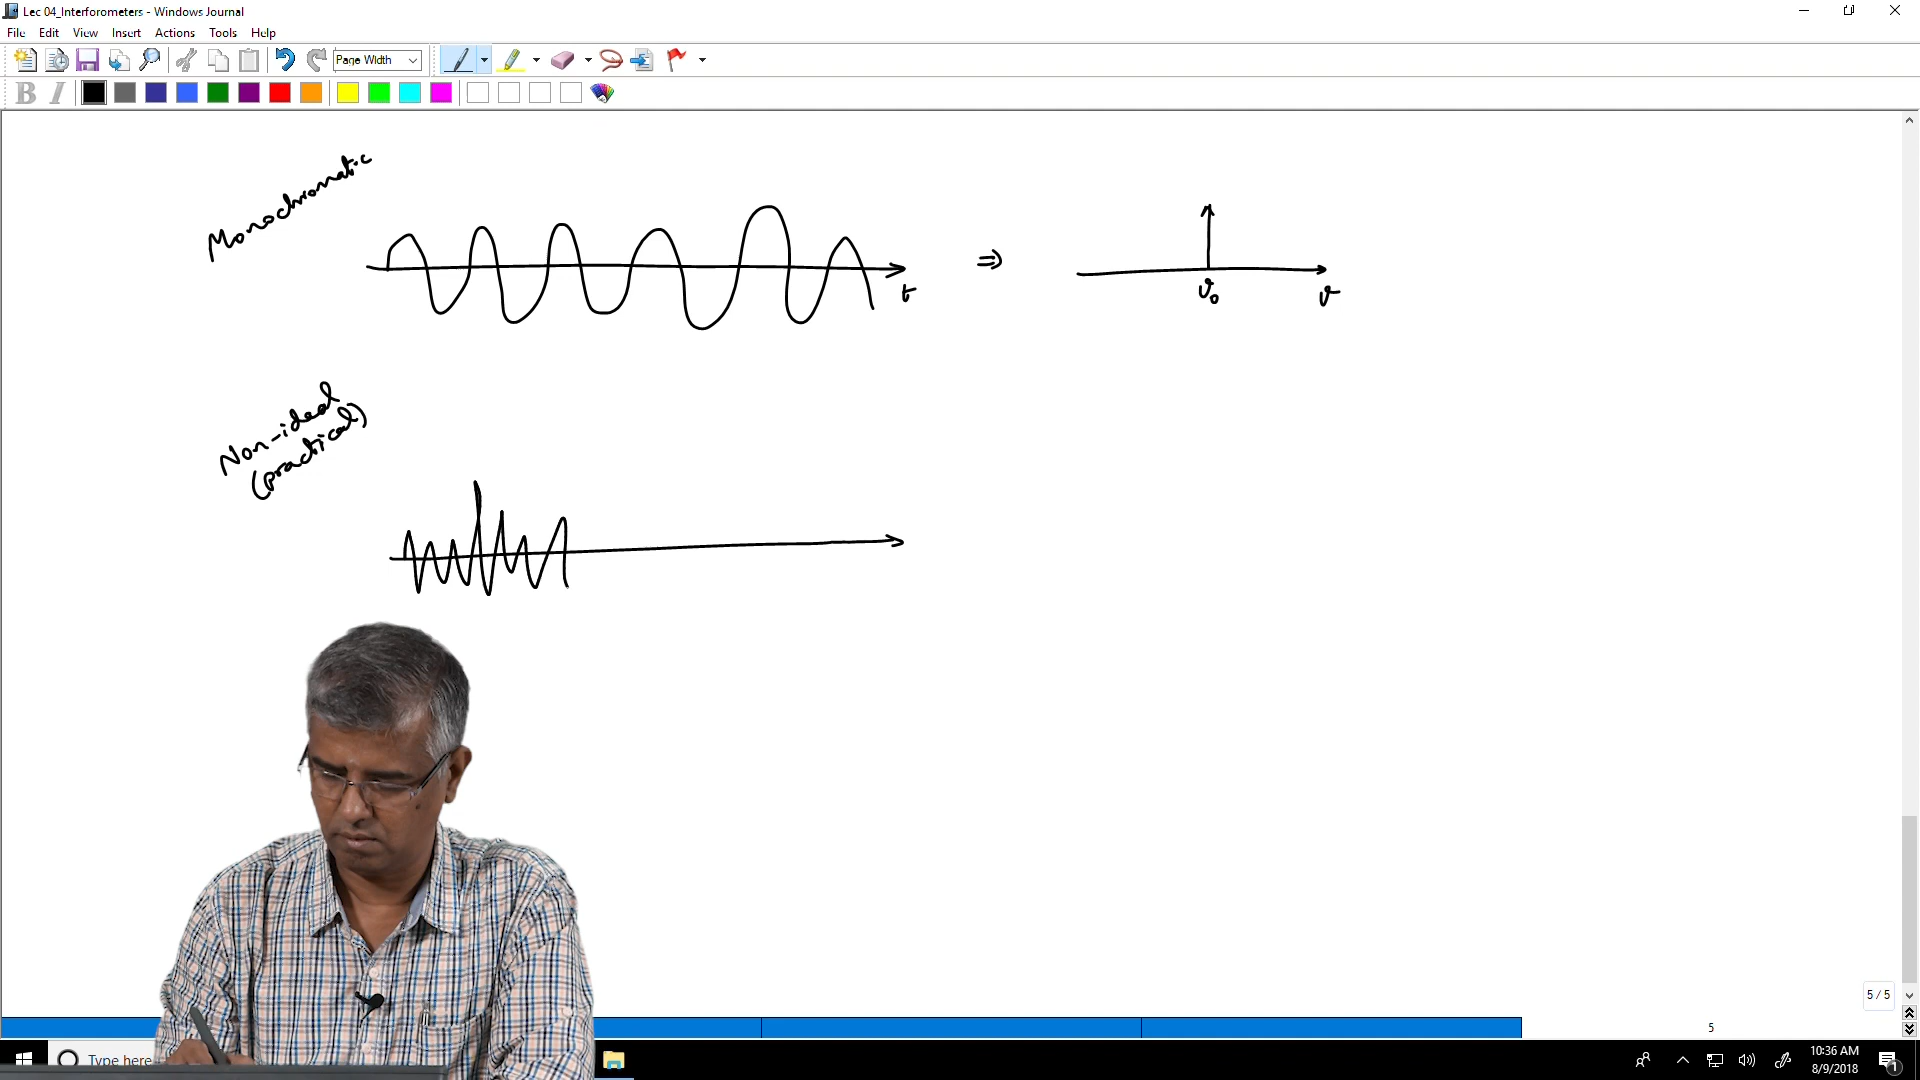 Lec 04_Interforometers - Windows Journal
File Edit View Insert Actions Tools Help
Page Width
B I
Monochromatic
t
⇒
ν₀
ν
Non-ideal
(practical)
5 / 5
5
Type here
10:36 AM
8/9/2018
1